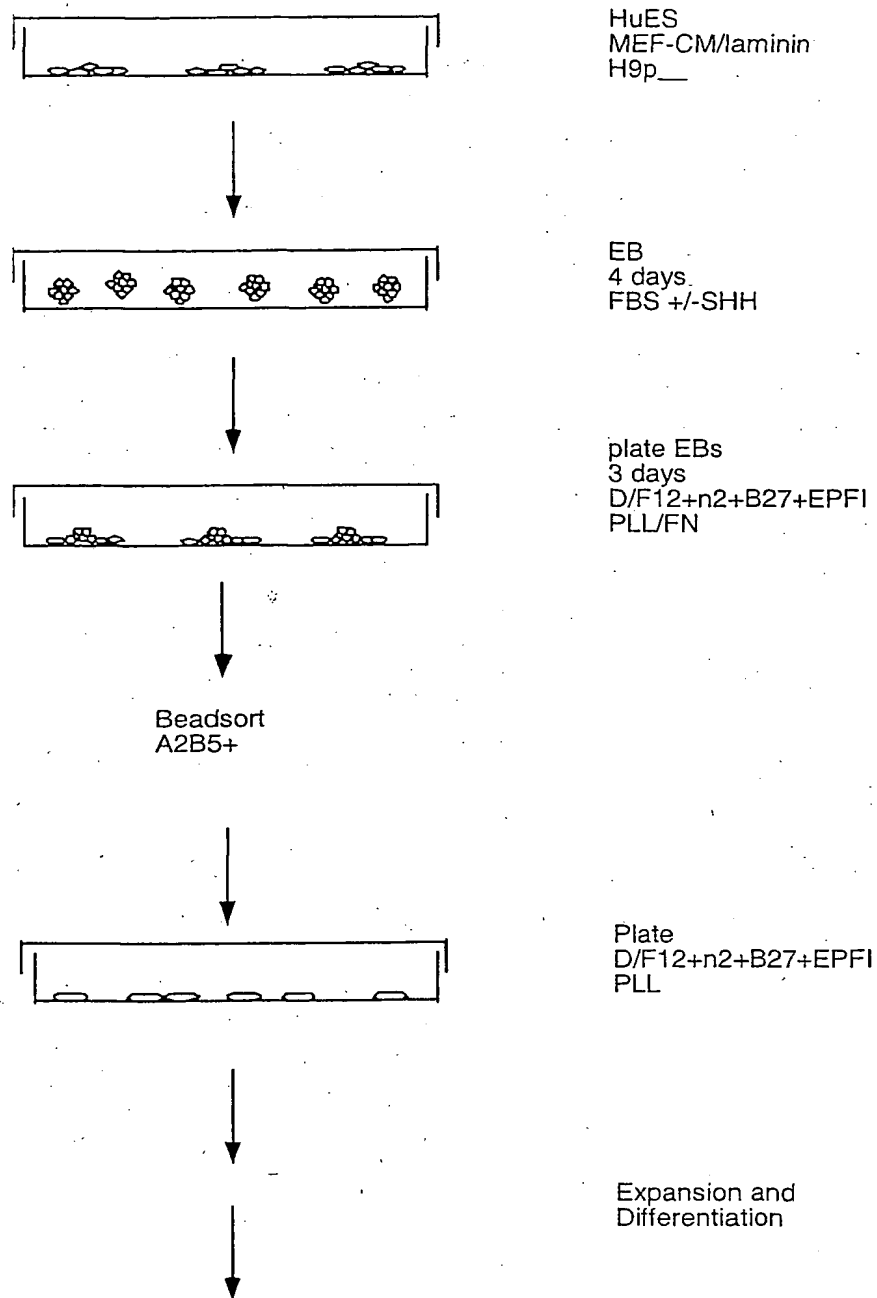 HuES
MEF-CM/laminin
H9p__
EB
4 days
FBS +/-SHH
plate EBs
3 days
D/F12+n2+B27+EPFI
PLL/FN
Beadsort
A2B5+
Plate
D/F12+n2+B27+EPFI
PLL
Expansion and
Differentiation